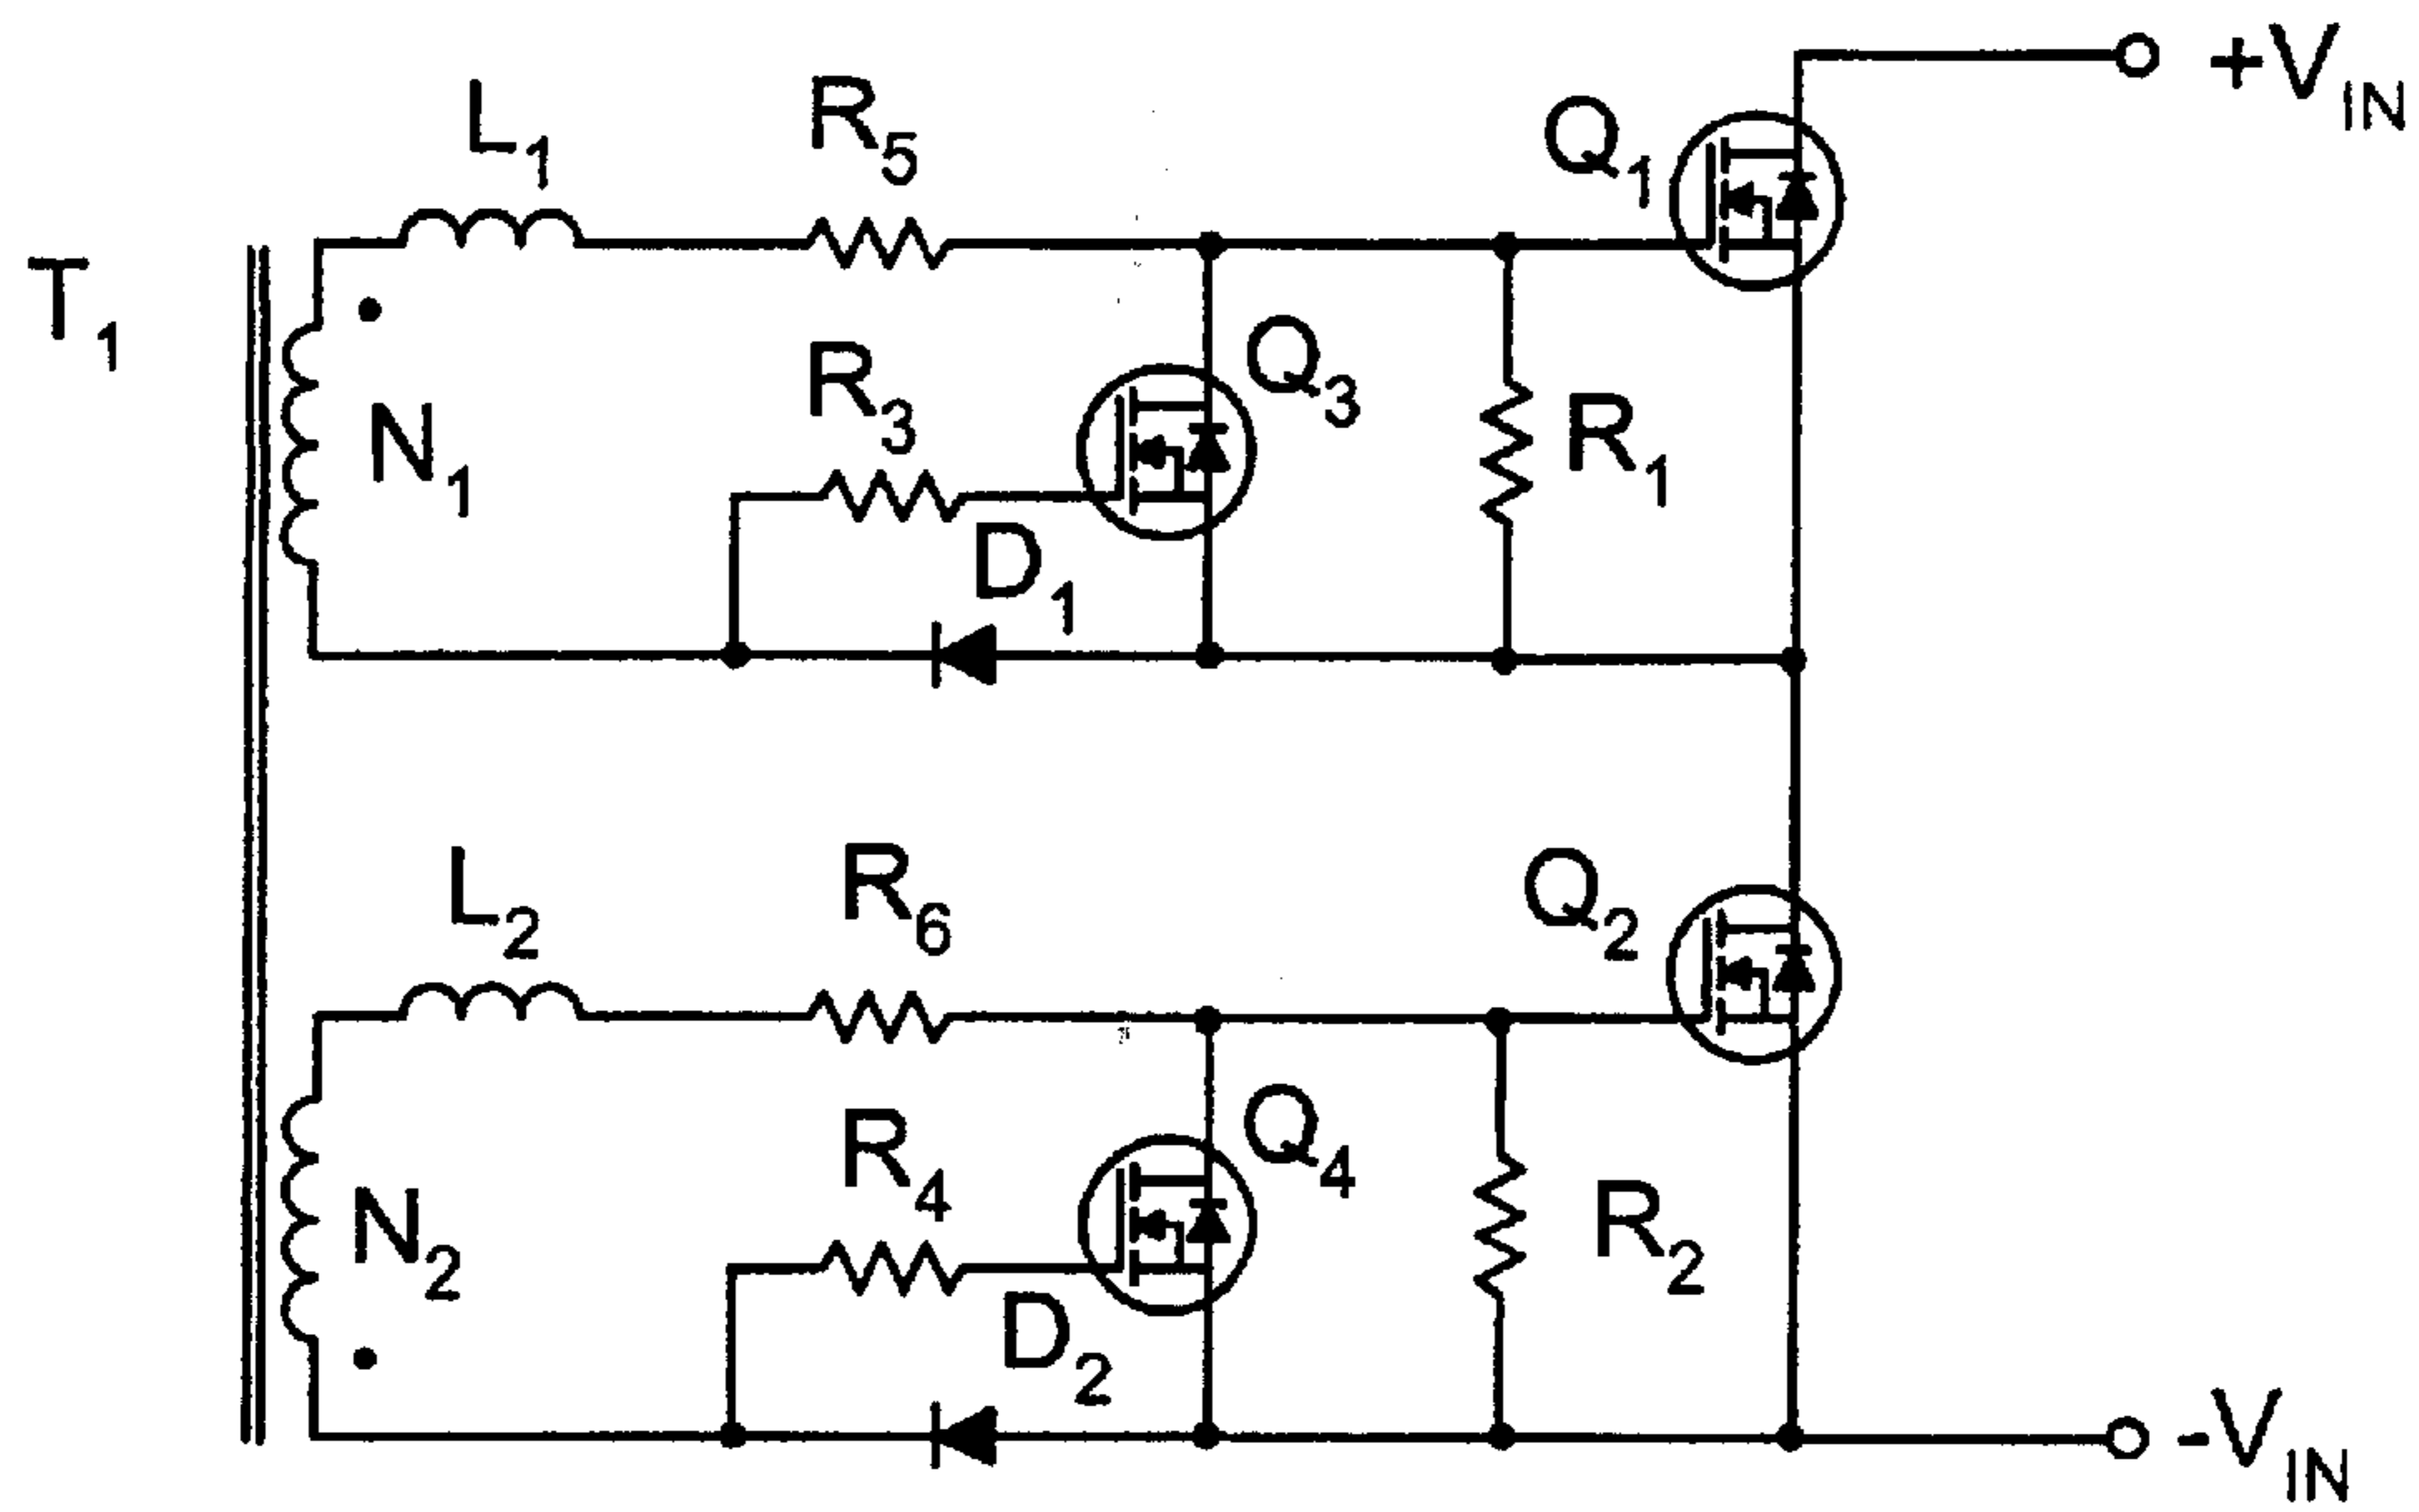 +V_IN
L_1
R_5
Q_1
T_1
R_3
Q_3
N_1
R_1
D_1
L_2
R_6
Q_2
R_4
Q_4
N_2
R_2
D_2
-V_IN